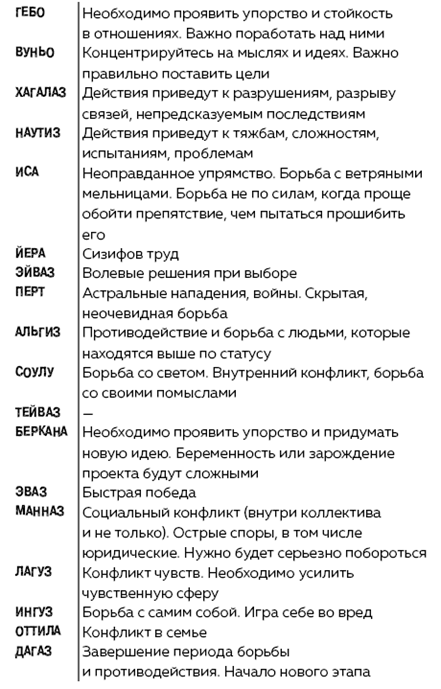 ГЕБО Необходимо проявить упорство и стойкость
в отношениях. Важно поработать над ними
ВУНЬО Концентрируйтесь на мыслях и идеях. Важно
правильно поставить цели
ХАГАЛАЗ Действия приведут к разрушениям, разрыву
связей, непредсказуемым последствиям
НАУТИЗ Действия приведут к тяжбам, сложностям,
испытаниям, проблемам
ИСА Неоправданное упрямство. Борьба с ветряными
мельницами. Борьба не по силам, когда проще
обойти препятствие, чем пытаться прошибить
его
ЙЕРА Сизифов труд
ЭЙВАЗ Волевые решения при выборе
ПЕРТ Астральные нападения, войны. Скрытая,
неочевидная борьба
АЛЬГИЗ Противодействие и борьба с людьми, которые
находятся выше по статусу
СОУЛУ Борьба со светом. Внутренний конфликт, борьба
со своими помыслами
ТЕЙВАЗ —
БЕРКАНА Необходимо проявить упорство и придумать
новую идею. Беременность или зарождение
проекта будут сложными
ЭВАЗ Быстрая победа
МАННАЗ Социальный конфликт (внутри коллектива
и не только). Острые споры, в том числе
юридические. Нужно будет серьезно побороться
ЛАГУЗ Конфликт чувств. Необходимо усилить
чувственную сферу
ИНГУЗ Борьба с самим собой. Игра себе во вред
ОТТИЛА Конфликт в семье
ДАГАЗ Завершение периода борьбы
и противодействия. Начало нового этапа